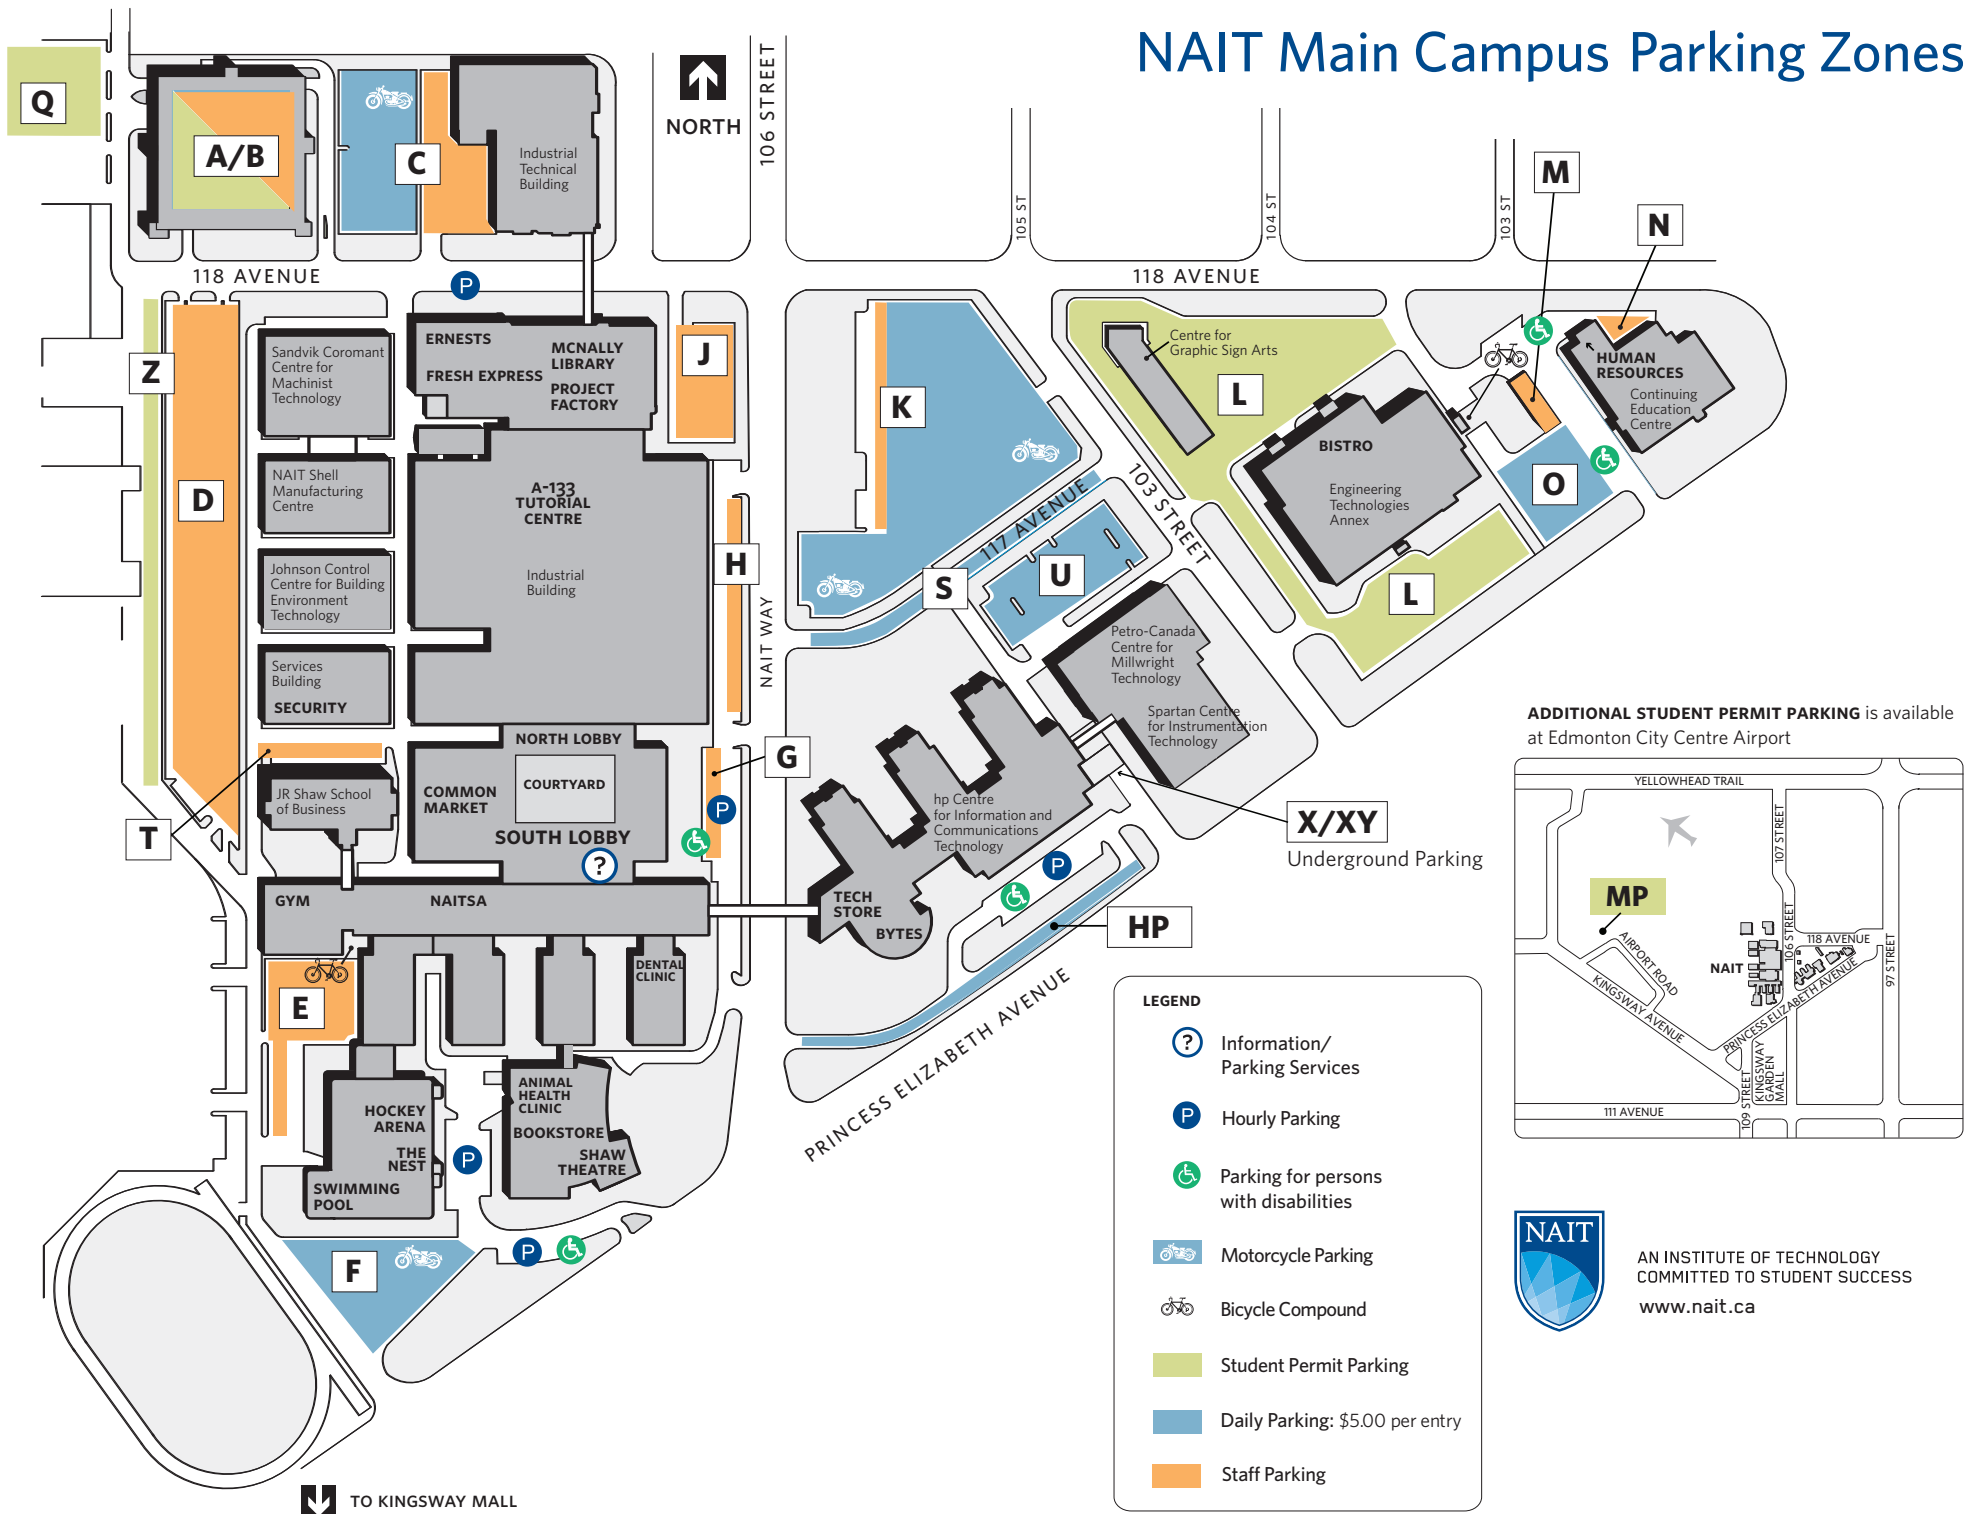 NAIT Main Campus Parking Zones
Q
A/B
C
Industrial
Technical
Building
NORTH
106 STREET
105 ST
104 ST
103 ST
M
N
118 AVENUE
118 AVENUE
P
Z
D
Sandvik Coromant
Centre for
Machinist
Technology
NAIT Shell
Manufacturing
Centre
Johnson Control
Centre for Building
Environment
Technology
Services
Building
SECURITY
ERNESTS
FRESH EXPRESS
MCNALLY
LIBRARY
PROJECT
FACTORY
J
A-133
TUTORIAL
CENTRE
Industrial
Building
H
NAIT WAY
K
117 AVENUE
S
U
103 STREET
Centre for
Graphic Sign Arts
L
BISTRO
Engineering
Technologies
Annex
L
HUMAN
RESOURCES
Continuing
Education
Centre
O
Petro-Canada
Centre for
Millwright
Technology
Spartan Centre
for Instrumentation
Technology
T
JR Shaw School
of Business
NORTH LOBBY
COURTYARD
COMMON
MARKET
SOUTH LOBBY
?
G
P
hp Centre
for Information and
Communications
Technology
X/XY
Underground Parking
P
TECH
STORE
BYTES
HP
GYM
NAITSA
DENTAL
CLINIC
E
HOCKEY
ARENA
THE
NEST
SWIMMING
POOL
P
ANIMAL
HEALTH
CLINIC
BOOKSTORE
SHAW
THEATRE
PRINCESS ELIZABETH AVENUE
F
P
TO KINGSWAY MALL
ADDITIONAL STUDENT PERMIT PARKING is available
at Edmonton City Centre Airport
YELLOWHEAD TRAIL
107 STREET
MP
AIRPORT ROAD
KINGSWAY AVENUE
NAIT
106 STREET
118 AVENUE
97 STREET
PRINCESS ELIZABETH AVENUE
109 STREET
KINGSWAY
GARDEN
MALL
111 AVENUE
LEGEND
?
Information/
Parking Services
P
Hourly Parking
Parking for persons
with disabilities
Motorcycle Parking
Bicycle Compound
Student Permit Parking
Daily Parking: $5.00 per entry
Staff Parking
NAIT
AN INSTITUTE OF TECHNOLOGY
COMMITTED TO STUDENT SUCCESS
www.nait.ca